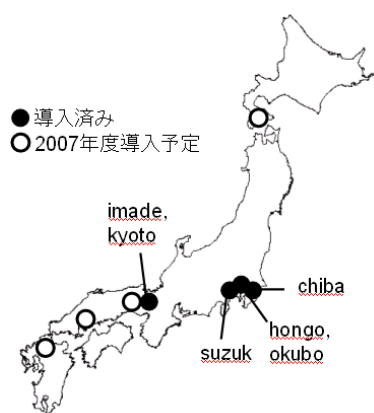 ●導入済み
○2007年度導入予定
imade,
kyoto
chiba
hongo,
okubo
suzuk